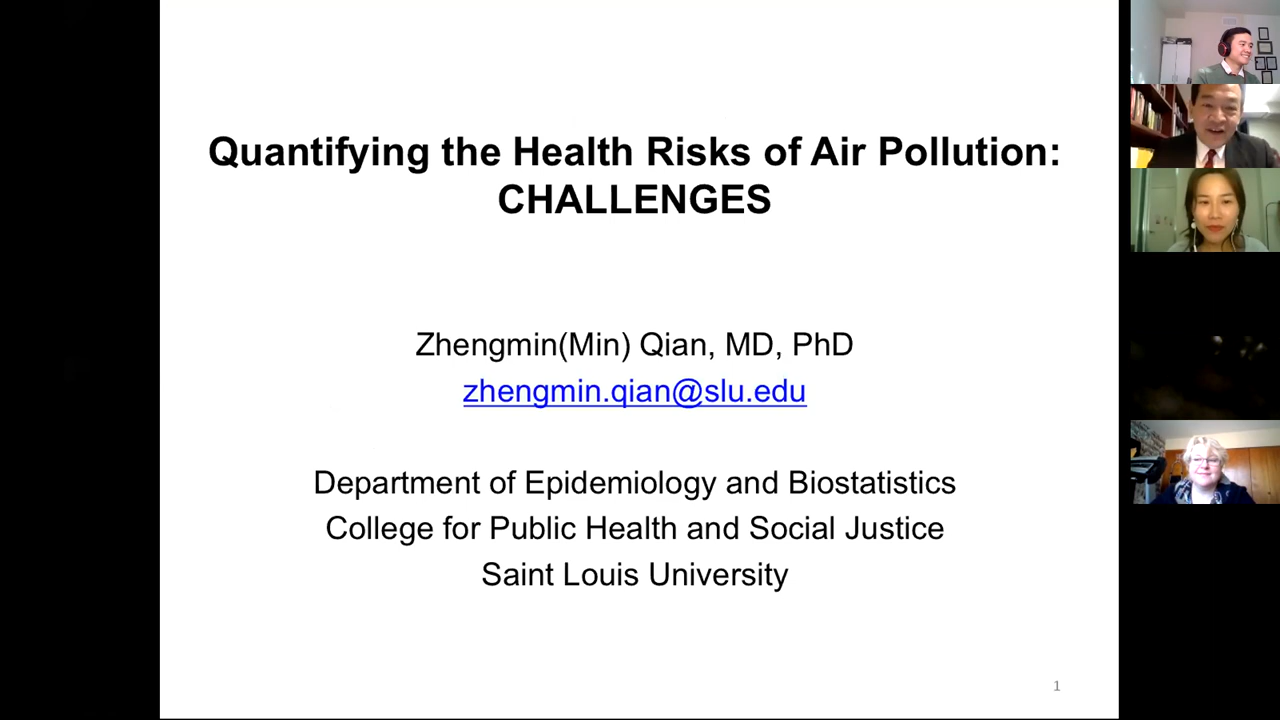 Quantifying the Health Risks of Air Pollution:
CHALLENGES
Zhengmin(Min) Qian, MD, PhD
zhengmin.qian@slu.edu
Department of Epidemiology and Biostatistics
College for Public Health and Social Justice
Saint Louis University
1